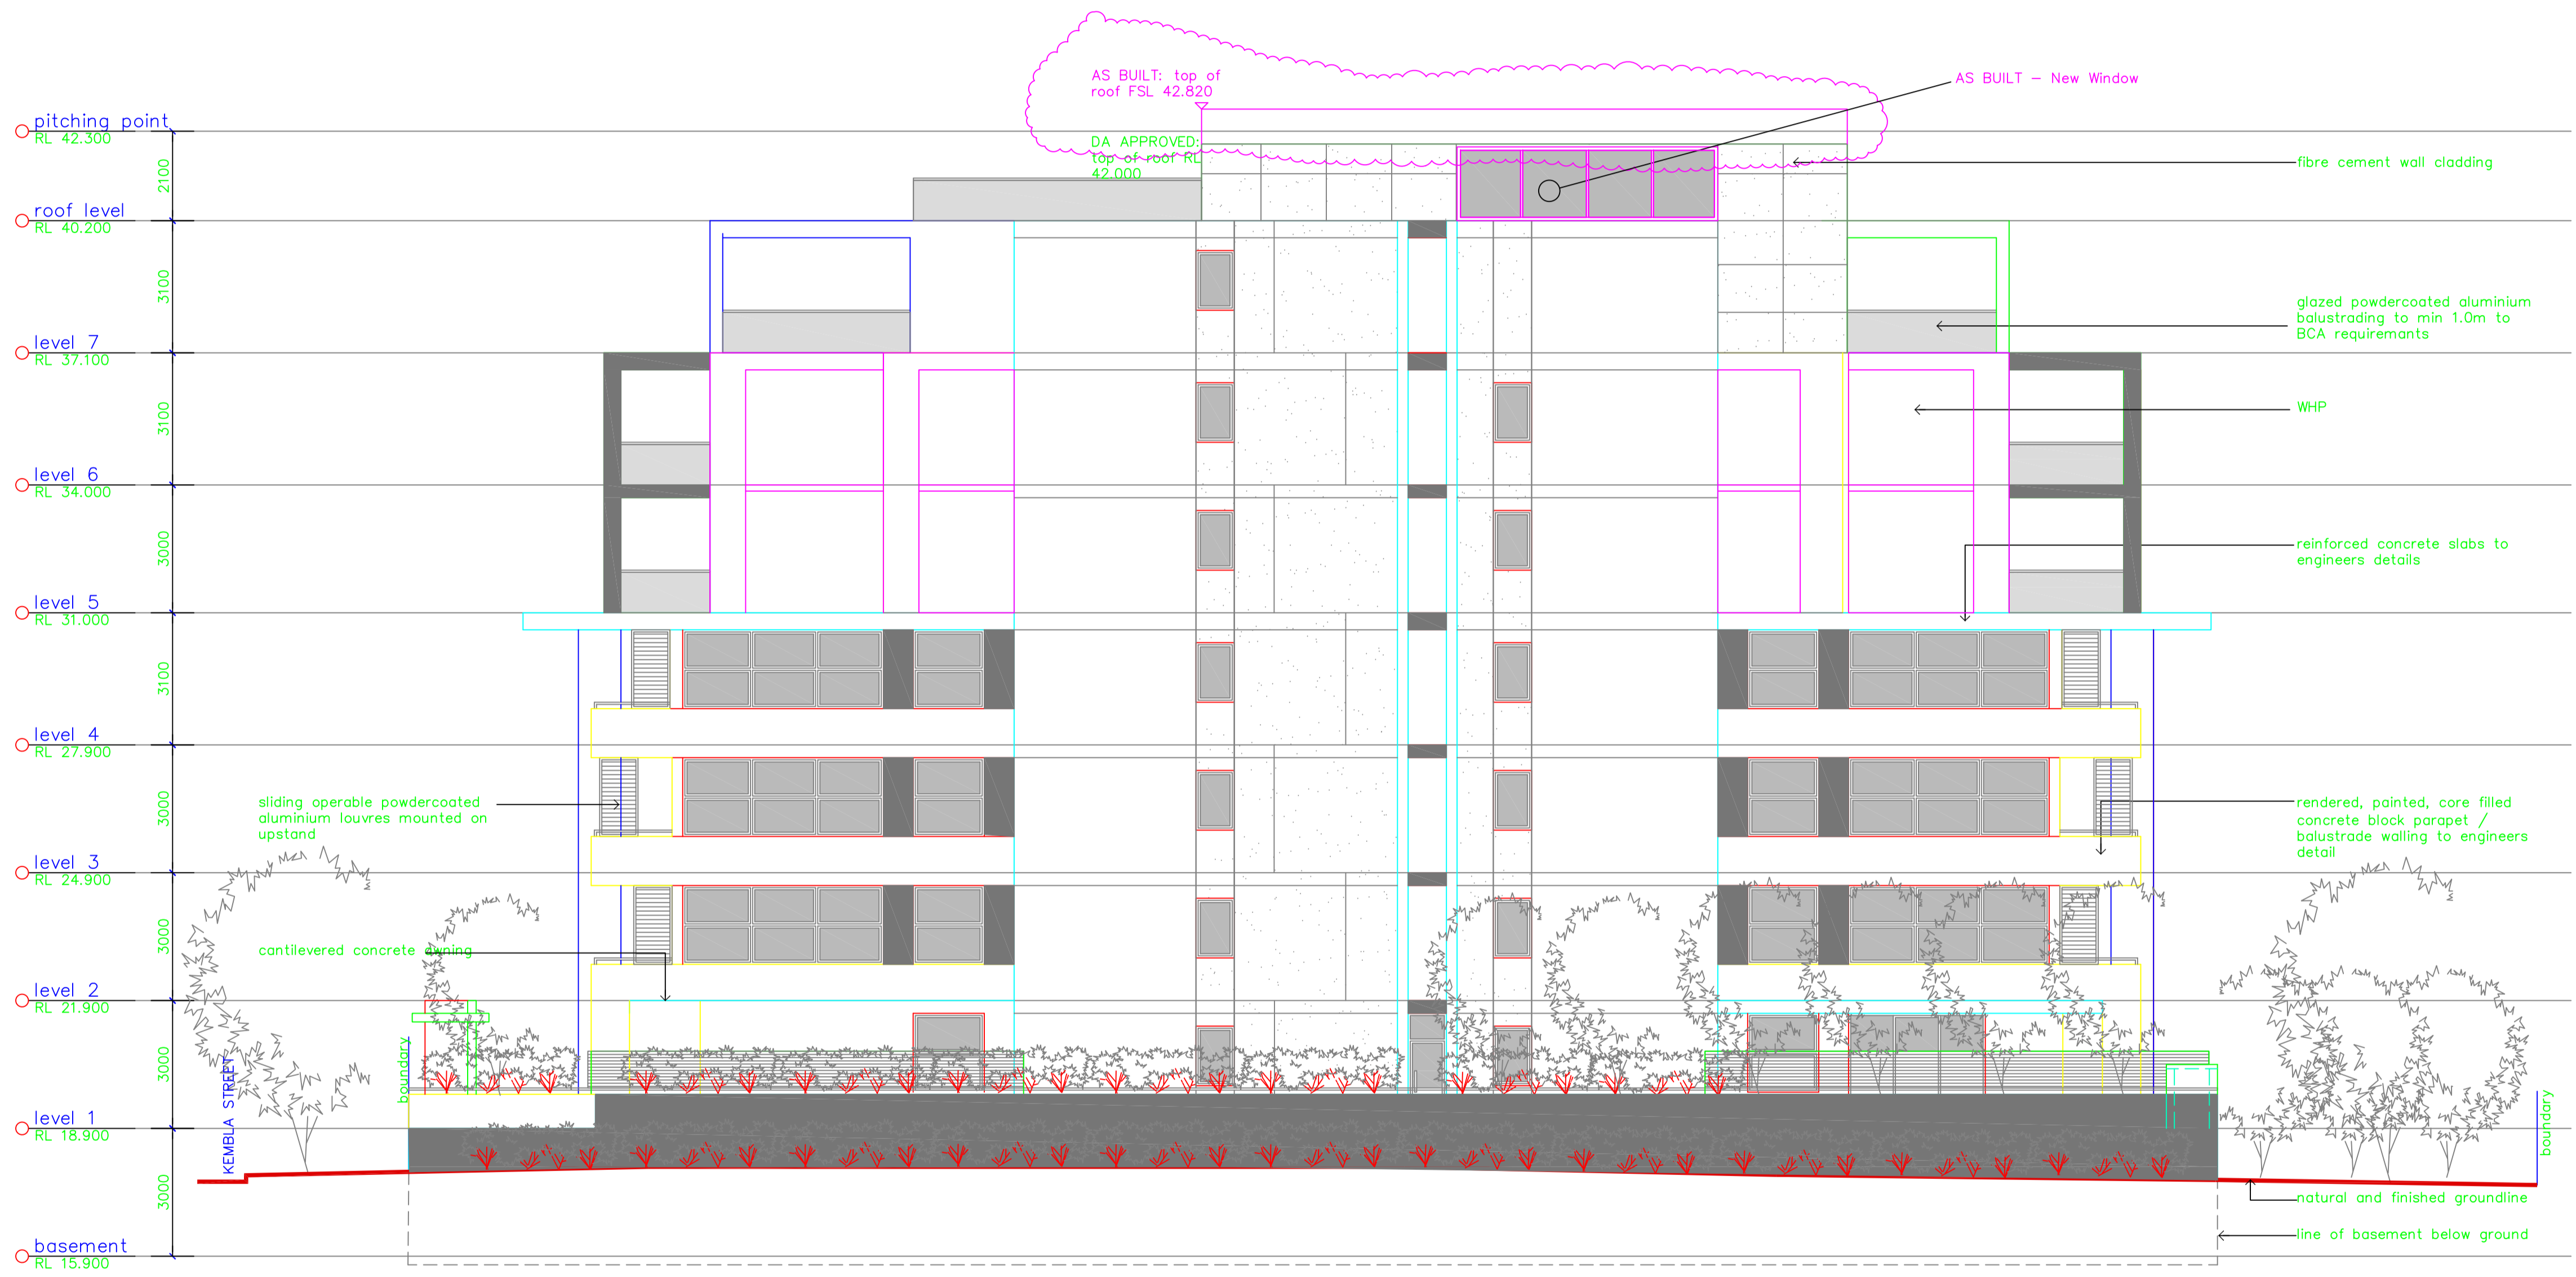 AS BUILT: top of
roof FSL 42.820
AS BUILT – New Window
DA APPROVED:
top of roof RL
42.000
fibre cement wall cladding
pitching point
RL 42.300
2100
roof level
RL 40.200
3100
glazed powdercoated aluminium
balustrading to min 1.0m to
BCA requiremants
level 7
RL 37.100
3100
WHP
level 6
RL 34.000
3000
reinforced concrete slabs to
engineers details
level 5
RL 31.000
3100
level 4
RL 27.900
3000
sliding operable powdercoated
aluminium louvres mounted on
upstand
rendered, painted, core filled
concrete block parapet /
balustrade walling to engineers
detail
level 3
RL 24.900
3000
cantilevered concrete awning
level 2
RL 21.900
3000
boundary
KEMBLA STREET
boundary
level 1
RL 18.900
3000
natural and finished groundline
line of basement below ground
basement
RL 15.900